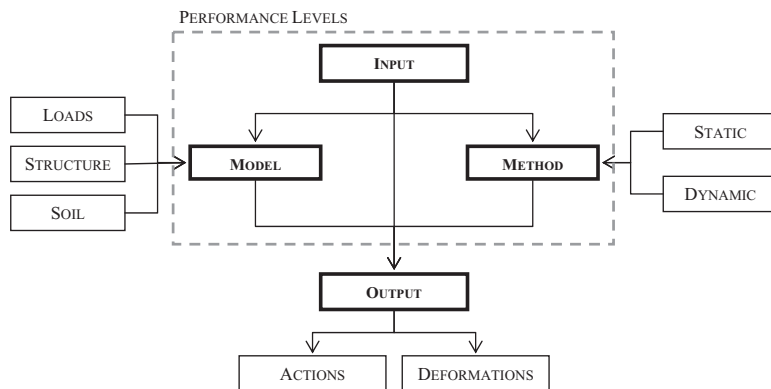 PERFORMANCE LEVELS
INPUT
LOADS
STATIC
STRUCTURE
MODEL
METHOD
SOIL
DYNAMIC
OUTPUT
ACTIONS
DEFORMATIONS